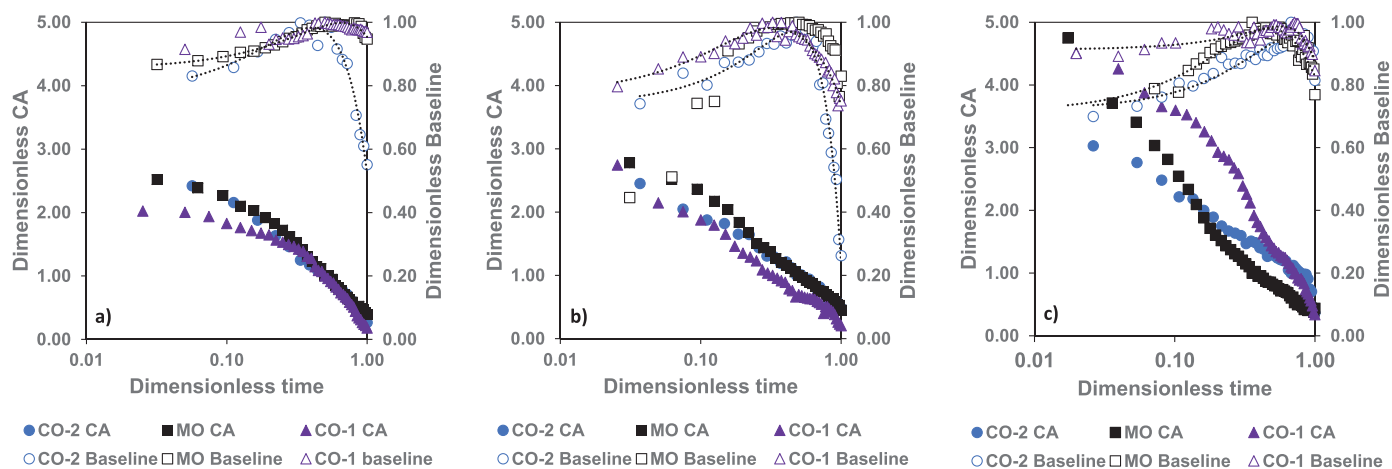 5.00
4.00
3.00
2.00
1.00
0.00
Dimensionless CA
1.00
0.80
0.60
0.40
0.20
0.00
Dimensionless Baseline
a)
0.01 0.10 1.00
Dimensionless time
CO-2 CA MO CA CO-1 CA
CO-2 Baseline MO Baseline CO-1 baseline
5.00
4.00
3.00
2.00
1.00
0.00
Dimensionless CA
1.00
0.80
0.60
0.40
0.20
0.00
Dimensionless Baseline
b)
0.01 0.10 1.00
Dimensionless time
CO-2 CA MO CA CO-1 CA
CO-2 Baseline MO Baseline CO-1 Baseline
5.00
4.00
3.00
2.00
1.00
0.00
Dimensionless CA
1.00
0.80
0.60
0.40
0.20
0.00
Dimensionless Baseline
c)
0.01 0.10 1.00
Dimensionless time
CO-2 CA MO CA CO-1 CA
CO-2 Baseline MO Baseline CO-1 Baseline